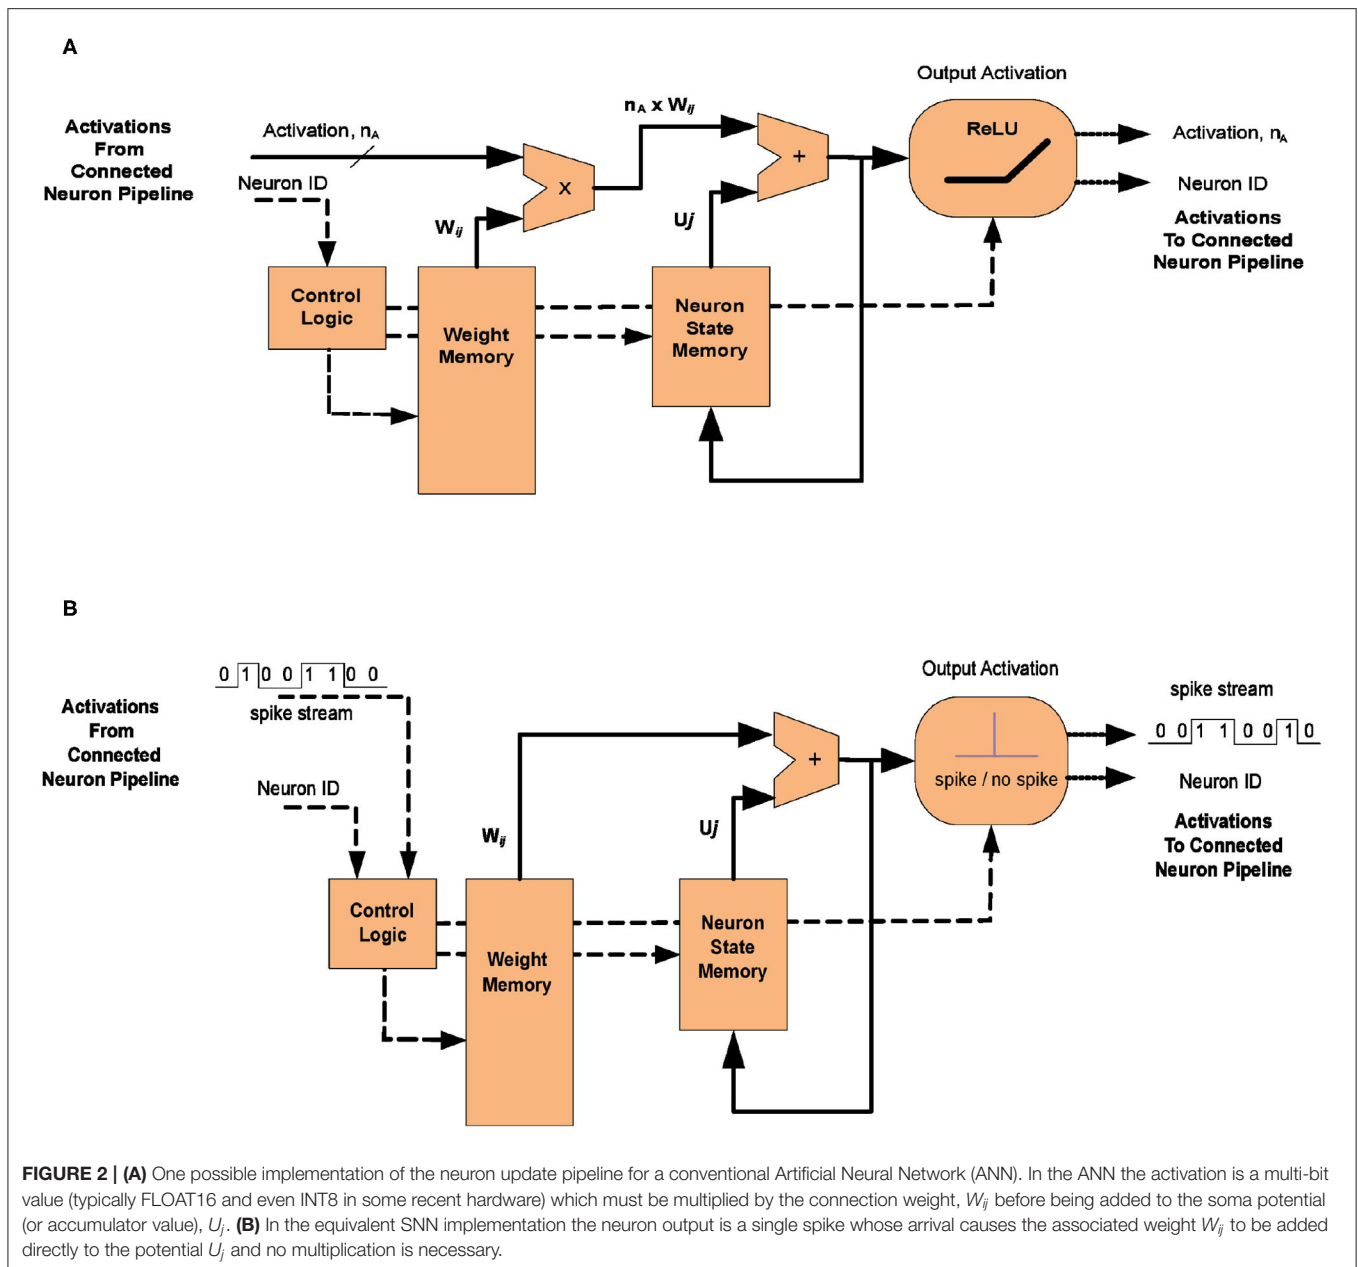 A
Output Activation
Activations
From
Connected
Neuron Pipeline
Activation, nA
Neuron ID
nA x Wij
ReLU
Activation, nA
Neuron ID
Activations
To Connected
Neuron Pipeline
x
+
Wij
Uj
Control
Logic
Weight
Memory
Neuron
State
Memory
B
0 1 0 0 1 1 0 0
spike stream
Activations
From
Connected
Neuron Pipeline
Neuron ID
Output Activation
spike / no spike
spike stream
0 0 1 1 0 0 1 0
Neuron ID
Activations
To Connected
Neuron Pipeline
+
Wij
Uj
Control
Logic
Weight
Memory
Neuron
State
Memory
FIGURE 2 | (A) One possible implementation of the neuron update pipeline for a conventional Artificial Neural Network (ANN). In the ANN the activation is a multi-bit
value (typically FLOAT16 and even INT8 in some recent hardware) which must be multiplied by the connection weight, Wij before being added to the soma potential
(or accumulator value), Uj. (B) In the equivalent SNN implementation the neuron output is a single spike whose arrival causes the associated weight Wij to be added
directly to the potential Uj and no multiplication is necessary.